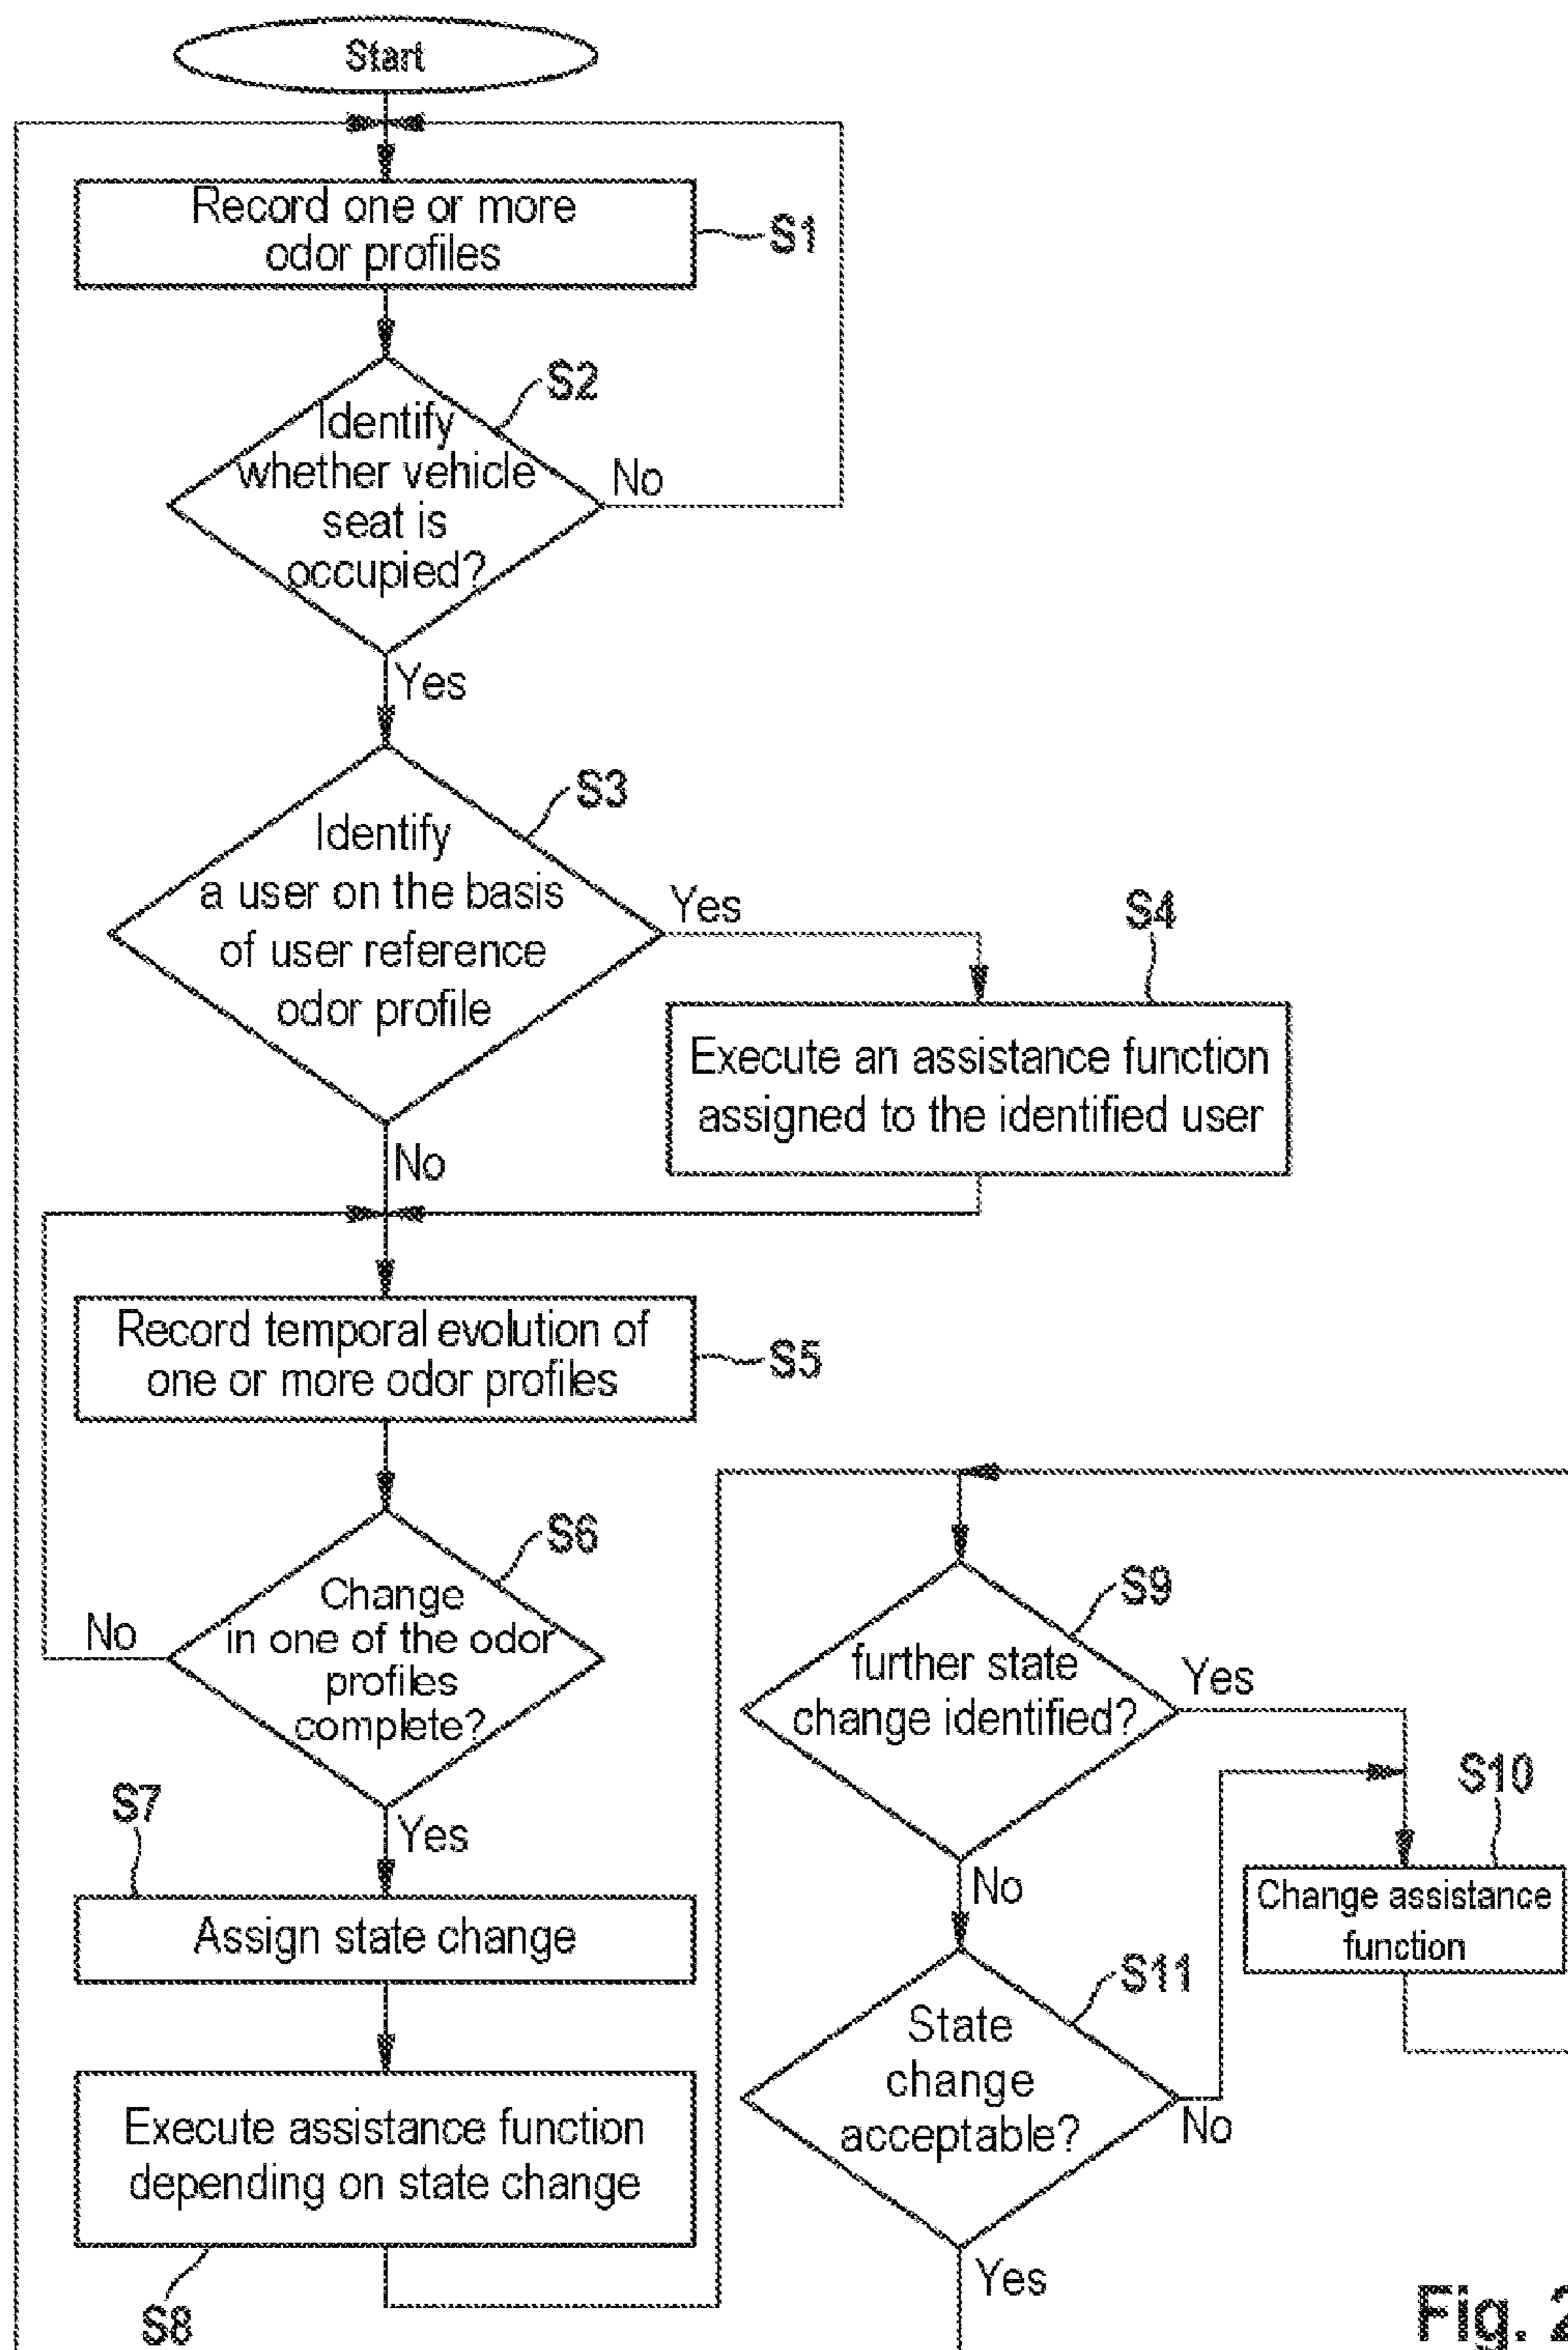 Start
Record one or more
odor profiles
S1
S2
Identify
whether vehicle
seat is
occupied?
No
Yes
S3
Identify
a user on the basis
of user reference
odor profile
Yes
S4
Execute an assistance function
assigned to the identified user
No
Record temporal evolution of
one or more odor profiles
S5
S6
Change
in one of the odor
profiles
complete?
No
Yes
S7
Assign state change
Execute assistance function
depending on state change
S8
S9
further state
change identified?
Yes
S10
Change assistance
function
No
S11
State
change
acceptable?
No
Yes
Fig. 2